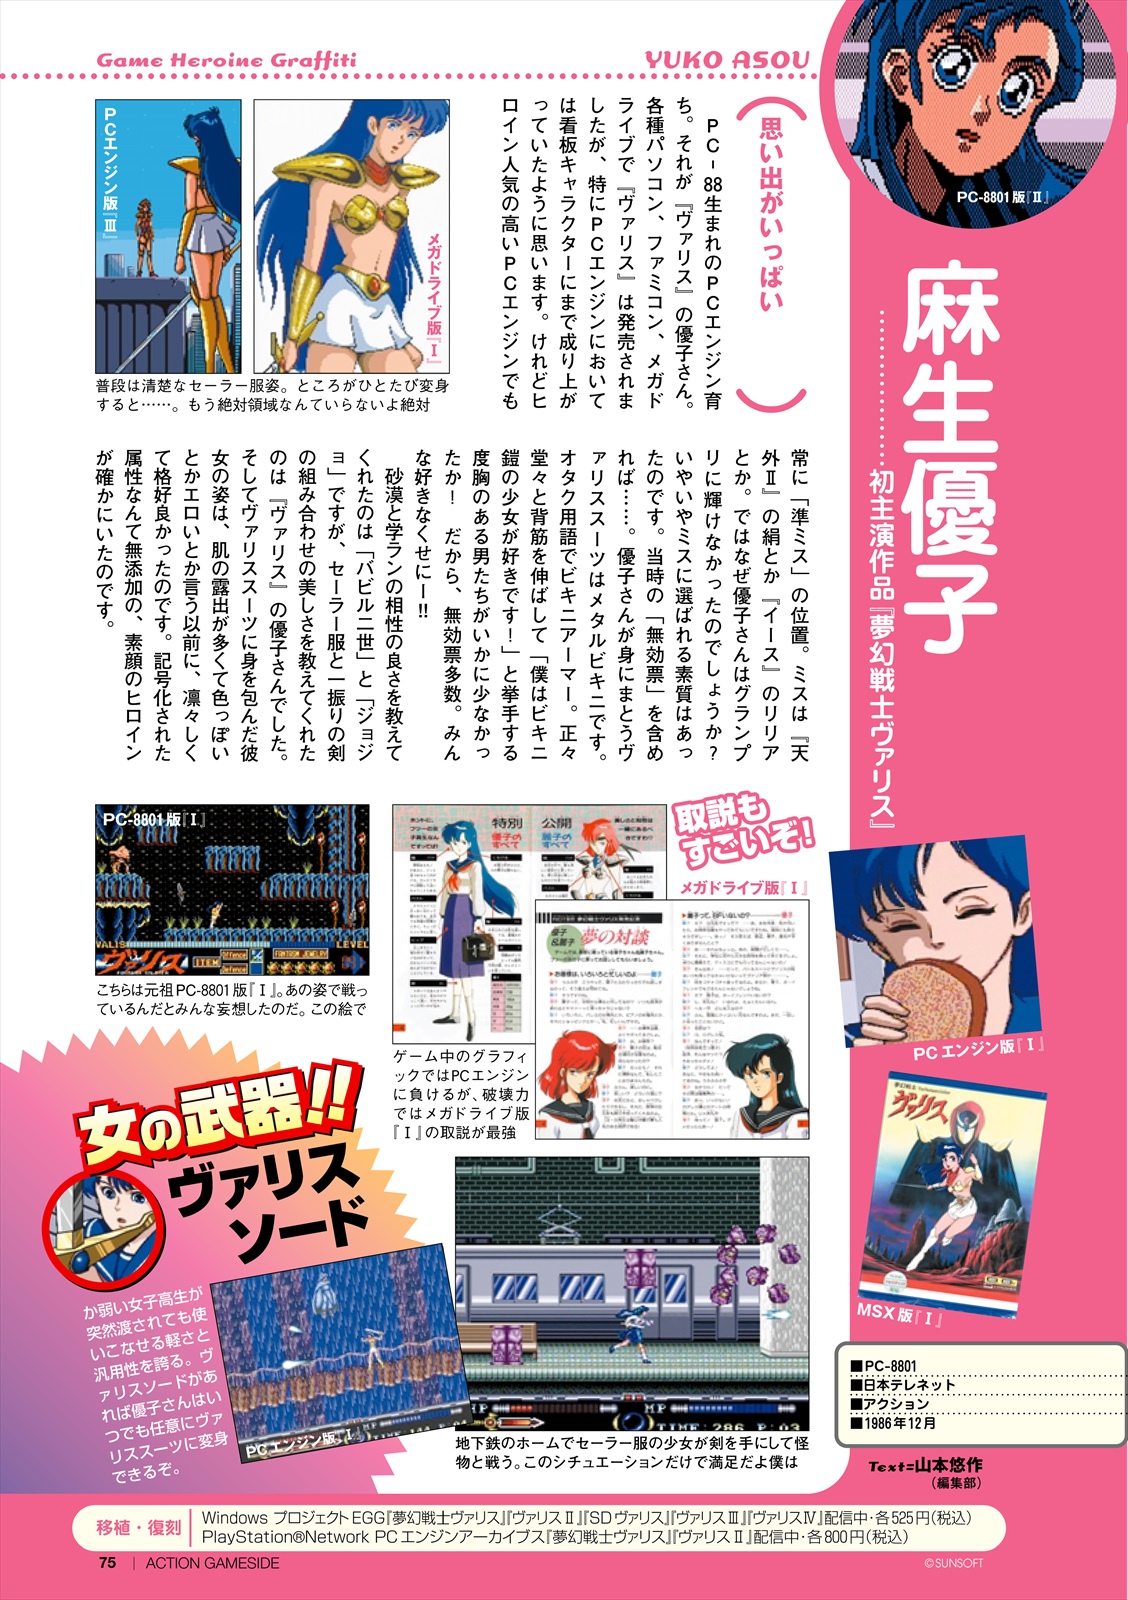 Game Heroine Graffiti
YUKO ASOU
PC-8801版『Ⅱ』
麻生優子
初主演作品『夢幻戦士ヴァリス』
思い出がいっぱい
PC-88生まれのPCエンジン育
ち。それが『ヴァリス』の優子さん。
各種パソコン、ファミコン、メガド
ライブで『ヴァリス』は発売されま
したが、特にPCエンジンにおいて
は看板キャラクターにまで成り上が
っていたように思います。けれどヒ
ロイン人気の高いPCエンジンでも
常に「準ミス」の位置。ミスは『天
外Ⅱ』の絹とか『イース』のリリア
とか。ではなぜ優子さんはグランプ
リに輝けなかったのでしょうか?
いやいやミスに選ばれる素質はあっ
たのです。当時の「無効票」を含め
れば……。優子さんが身にまとうヴ
ァリススーツはメタルビキニです。
オタク用語でビキニアーマー。正々
堂々と背筋を伸ばして「僕はビキニ
鎧の少女が好きです!」と挙手する
度胸のある男たちがいかに少なかっ
たか! だから、無効票多数。みん
な好きなくせにー!!
砂漠と学ランの相性の良さを教えて
くれたのは「バビル二世」と「ジョジ
ョ」ですが、セーラー服と一振りの剣
の組み合わせの美しさを教えてくれた
のは『ヴァリス』の優子さんでした。
そしてヴァリススーツに身を包んだ彼
女の姿は、肌の露出が多くて色っぽい
とかエロいとか言う以前に、凛々しく
て格好良かったのです。記号化された
属性なんて無添加の、素顔のヒロイン
が確かにいたのです。
PCエンジン版『Ⅲ』
メガドライブ版『Ⅰ』
普段は清楚なセーラー服姿。ところがひとたび変身
すると……。もう絶対領域なんていらないよ絶対
PC-8801版『Ⅰ』
VALIS
LEVEL
ヴァリス
ITEM
Offence
Defence
FANTASM JEWELRY
こちらは元祖PC-8801版『Ⅰ』。あの姿で戦っ
ているんだとみんな妄想したのだ。この絵で
特別
公開
優子の
すべて
麗子の
すべて
取説も
すごいぞ!
メガドライブ版『Ⅰ』
優子
&麗子
夢の対談
ゲーム中のグラフィ
ックではPCエンジン
に負けるが、破壊力
ではメガドライブ版
『Ⅰ』の取説が最強
PCエンジン版『Ⅰ』
ヴァリス
MSX版『Ⅰ』
女の武器!!
ヴァリス
ソード
か弱い女子高生が
突然渡されても使
いこなせる軽さと
汎用性を誇る。ヴ
ァリスソードがあ
れば優子さんはい
つでも任意にヴァ
リススーツに変身
できるぞ。
PCエンジン版『Ⅰ』
MP
MP
TIME:286 P:03
地下鉄のホームでセーラー服の少女が剣を手にして怪
物と戦う。このシチュエーションだけで満足だよ僕は
■PC-8801
■日本テレネット
■アクション
■1986年12月
Text=山本悠作
(編集部)
移植・復刻
Windows プロジェクトEGG『夢幻戦士ヴァリス』『ヴァリスⅡ』『SDヴァリス』『ヴァリスⅢ』『ヴァリスⅣ』配信中・各525円(税込)
PlayStation®Network PCエンジンアーカイブス『夢幻戦士ヴァリス』『ヴァリスⅡ』配信中・各800円(税込)
75 | ACTION GAMESIDE
©SUNSOFT